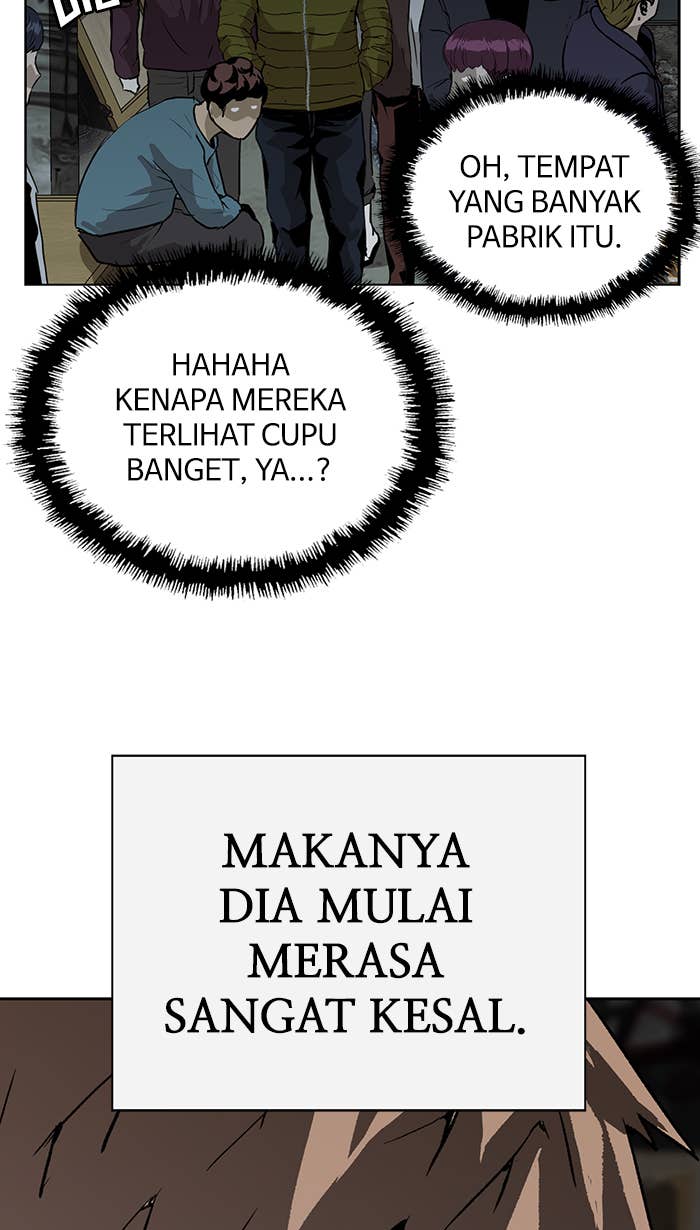 OH, TEMPAT
YANG BANYAK
PABRIK ITU.
HAHAHA
KENAPA MEREKA
TERLIHAT CUPU
BANGET, YA...?
MAKANYA
DIA MULAI
MERASA
SANGAT KESAL.